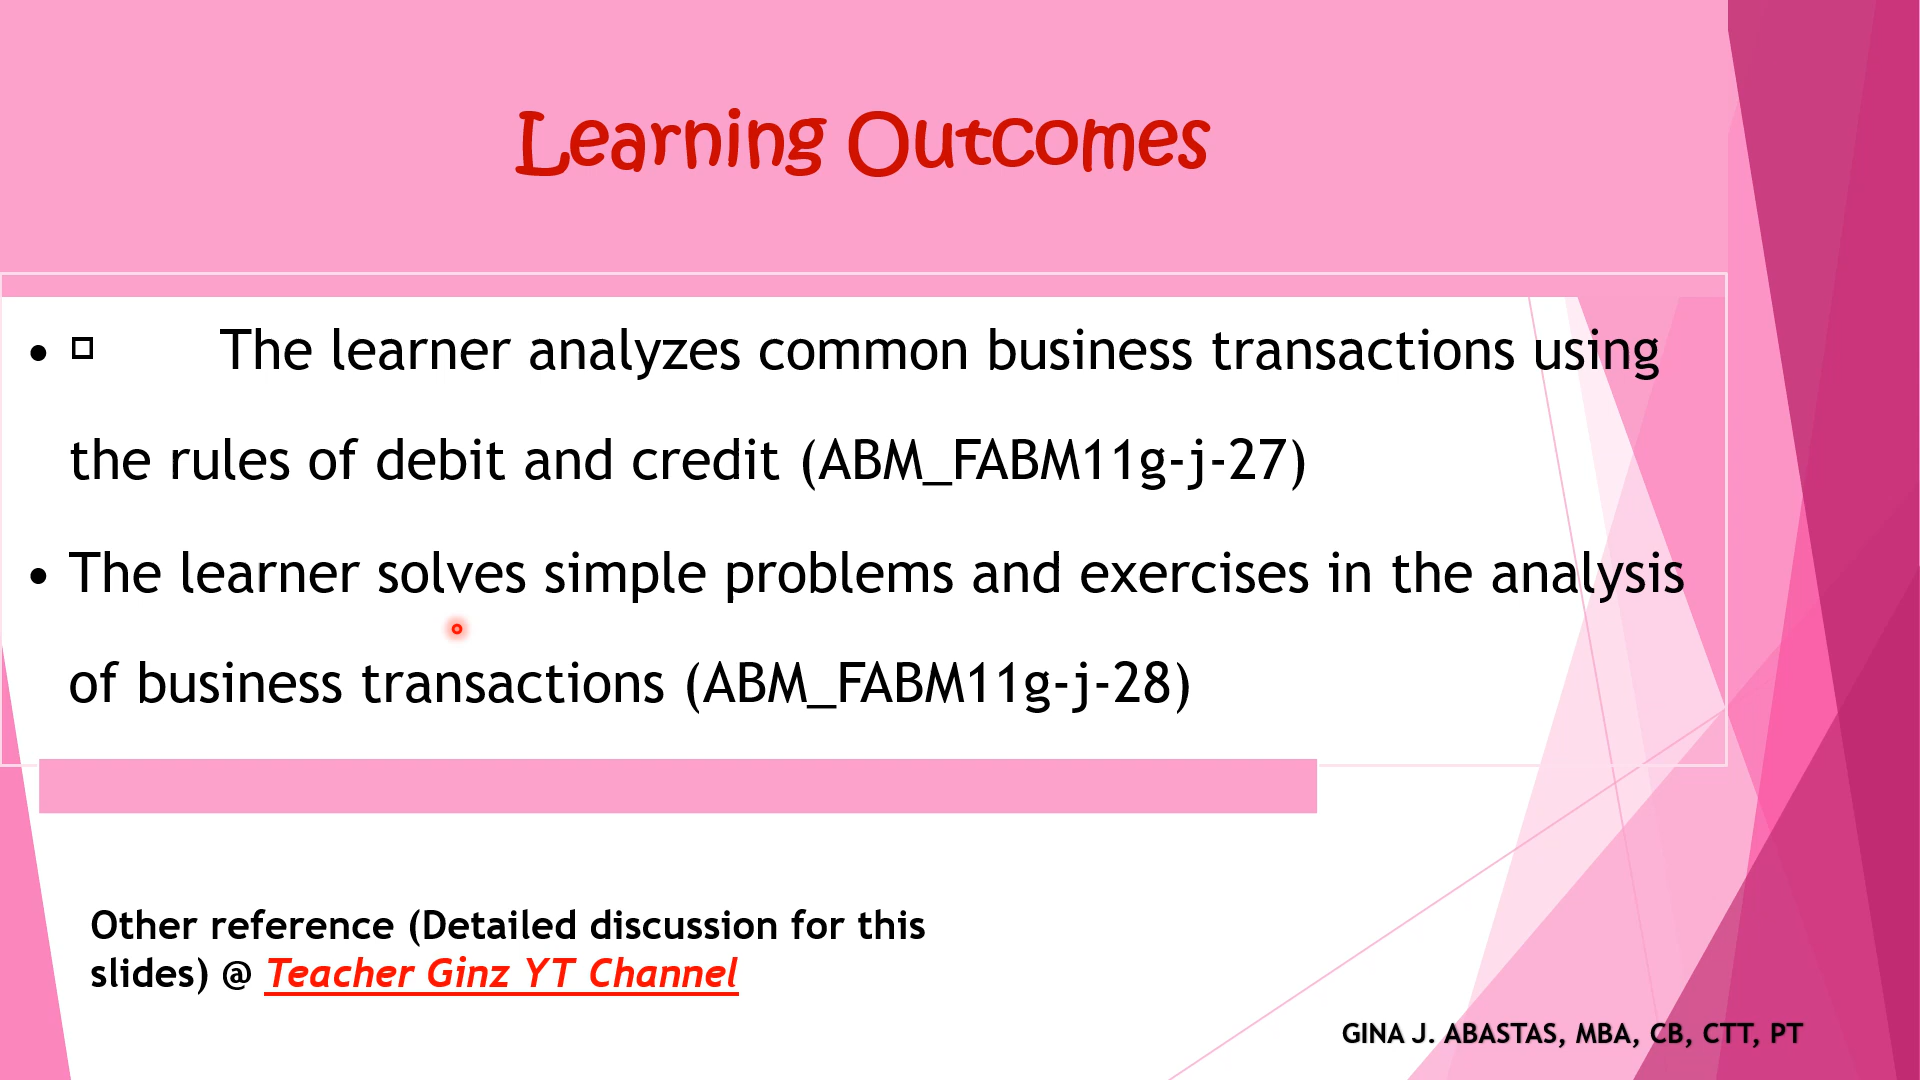 Learning Outcomes
• □ The learner analyzes common business transactions using
the rules of debit and credit (ABM_FABM11g-j-27)
• The learner solves simple problems and exercises in the analysis
of business transactions (ABM_FABM11g-j-28)
Other reference (Detailed discussion for this
slides) @ Teacher Ginz YT Channel
GINA J. ABASTAS, MBA, CB, CTT, PT